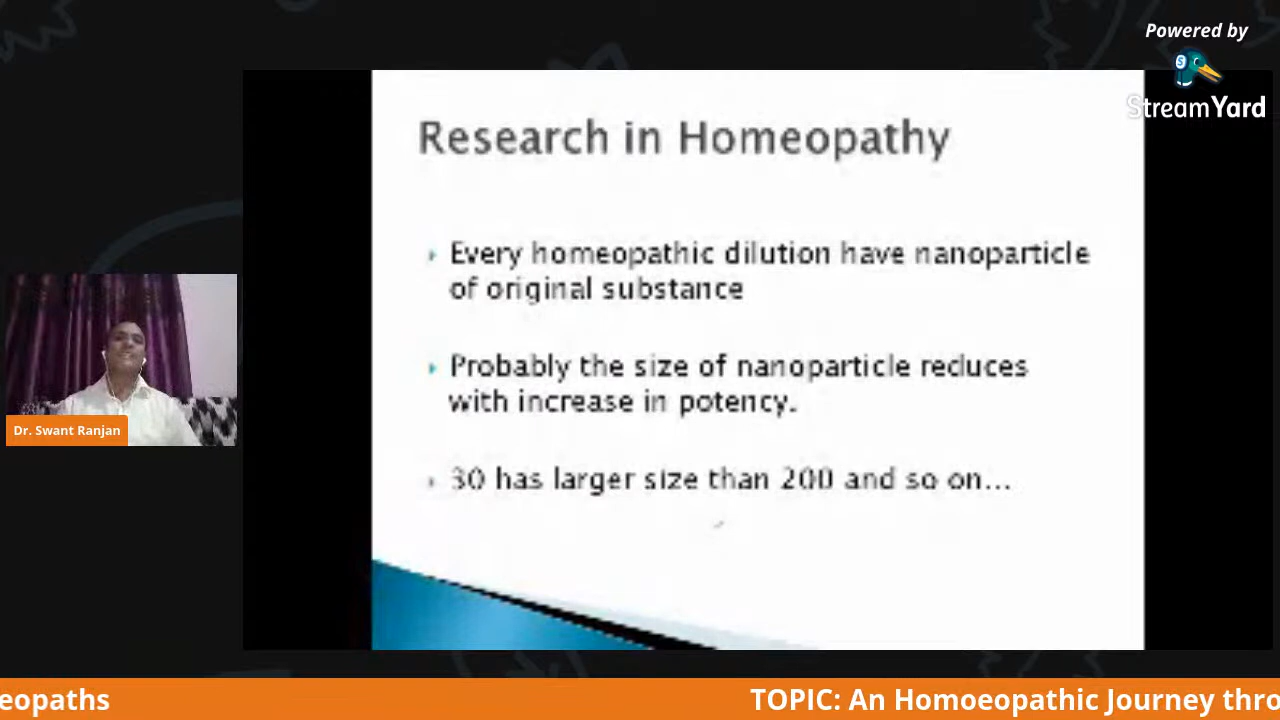 Powered by
StreamYard
Research in Homeopathy
Every homeopathic dilution have nanoparticle
of original substance
Probably the size of nanoparticle reduces
with increase in potency.
30 has larger size than 200 and so on...
Dr. Swant Ranjan
eopaths
TOPIC: An Homoeopathic Journey thro